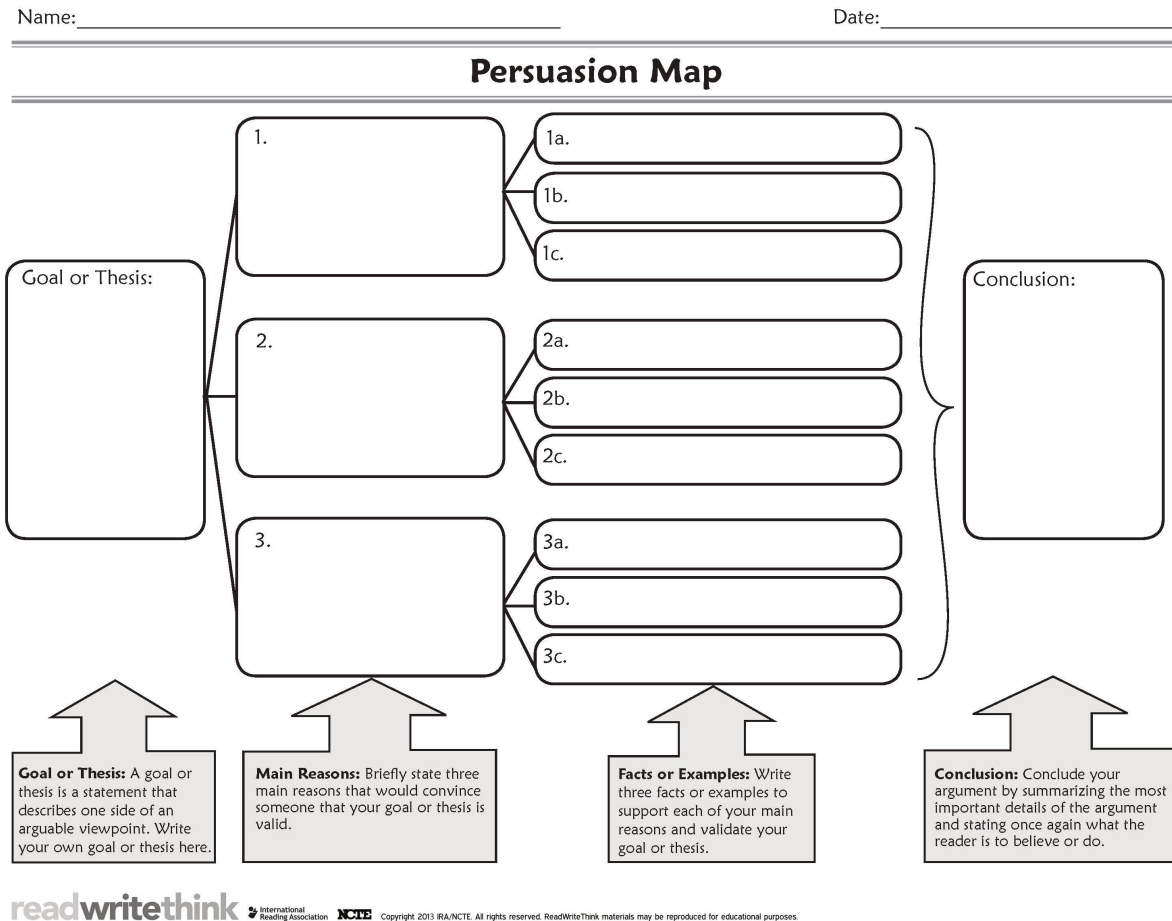 Name:
Date:
Persuasion Map
Goal or Thesis:
1.
1a.
1b.
1c.
2.
2a.
2b.
2c.
3.
3a.
3b.
3c.
Conclusion:
Goal or Thesis: A goal or
thesis is a statement that
describes one side of an
arguable viewpoint. Write
your own goal or thesis here.
Main Reasons: Briefly state three
main reasons that would convince
someone that your goal or thesis is
valid.
Facts or Examples: Write
three facts or examples to
support each of your main
reasons and validate your
goal or thesis.
Conclusion: Conclude your
argument by summarizing the most
important details of the argument
and stating once again what the
reader is to believe or do.
readwritethink
International
Reading Association
NCTE
Copyright 2013 IRA/NCTE. All rights reserved. ReadWriteThink materials may be reproduced for educational purposes.